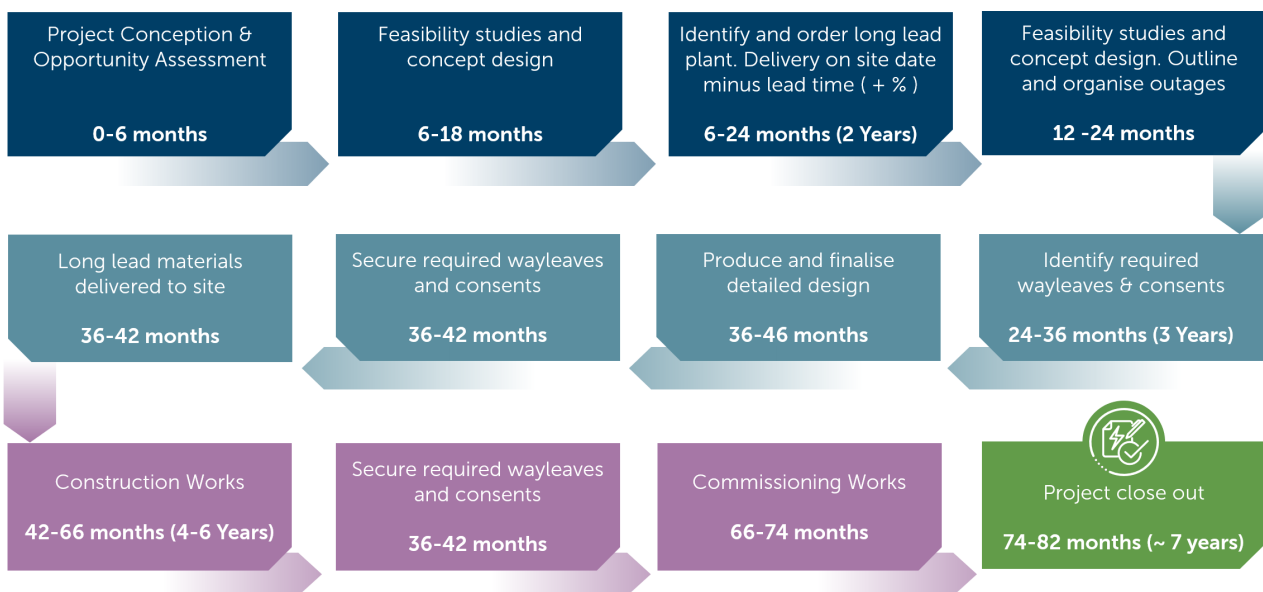 Project Conception &
Opportunity Assessment
0-6 months
Feasibility studies and
concept design
6-18 months
Identify and order long lead
plant. Delivery on site date
minus lead time ( + % )
6-24 months (2 Years)
Feasibility studies and
concept design. Outline
and organise outages
12 -24 months
Identify required
wayleaves & consents
24-36 months (3 Years)
Produce and finalise
detailed design
36-46 months
Secure required wayleaves
and consents
36-42 months
Long lead materials
delivered to site
36-42 months
Construction Works
42-66 months (4-6 Years)
Secure required wayleaves
and consents
36-42 months
Commissioning Works
66-74 months
Project close out
74-82 months (~ 7 years)